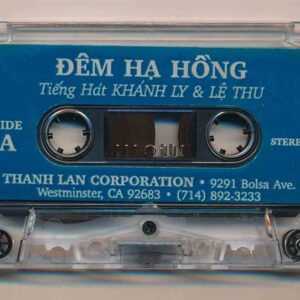 ĐÊM HẠ HỒNG
Tiếng Hát KHÁNH LY & LỆ THU
SIDE
A
STEREO
THANH LAN CORPORATION • 9291 Bolsa Ave.
Westminster, CA 92683 • (714) 892-3233